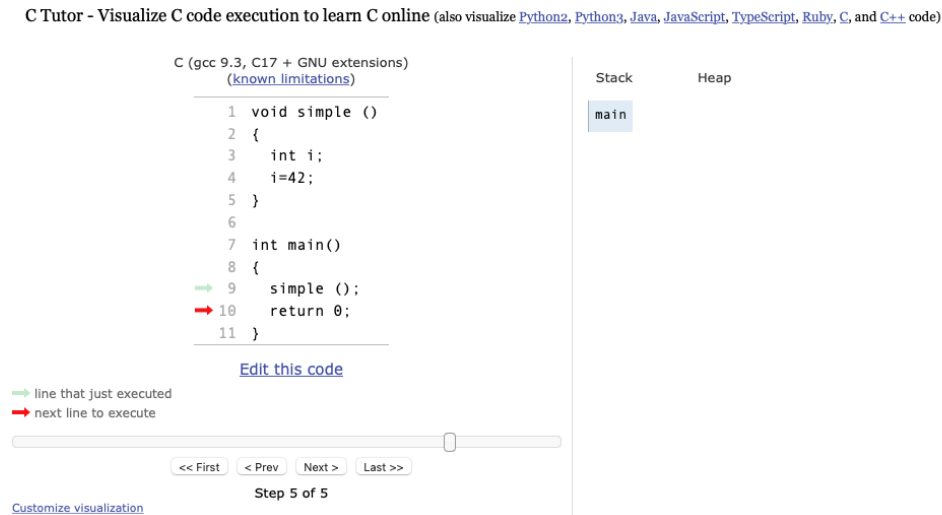 C Tutor - Visualize C code execution to learn C online (also visualize Python2, Python3, Java, JavaScript, TypeScript, Ruby, C, and C++ code)
C (gcc 9.3, C17 + GNU extensions)
(known limitations)
1 void simple ()
2 {
3 int i;
4 i=42;
5 }
6
7 int main()
8 {
9 simple ();
10 return 0;
11 }
Edit this code
line that just executed
next line to execute
<< First < Prev Next > Last >>
Step 5 of 5
Customize visualization
Stack Heap
main